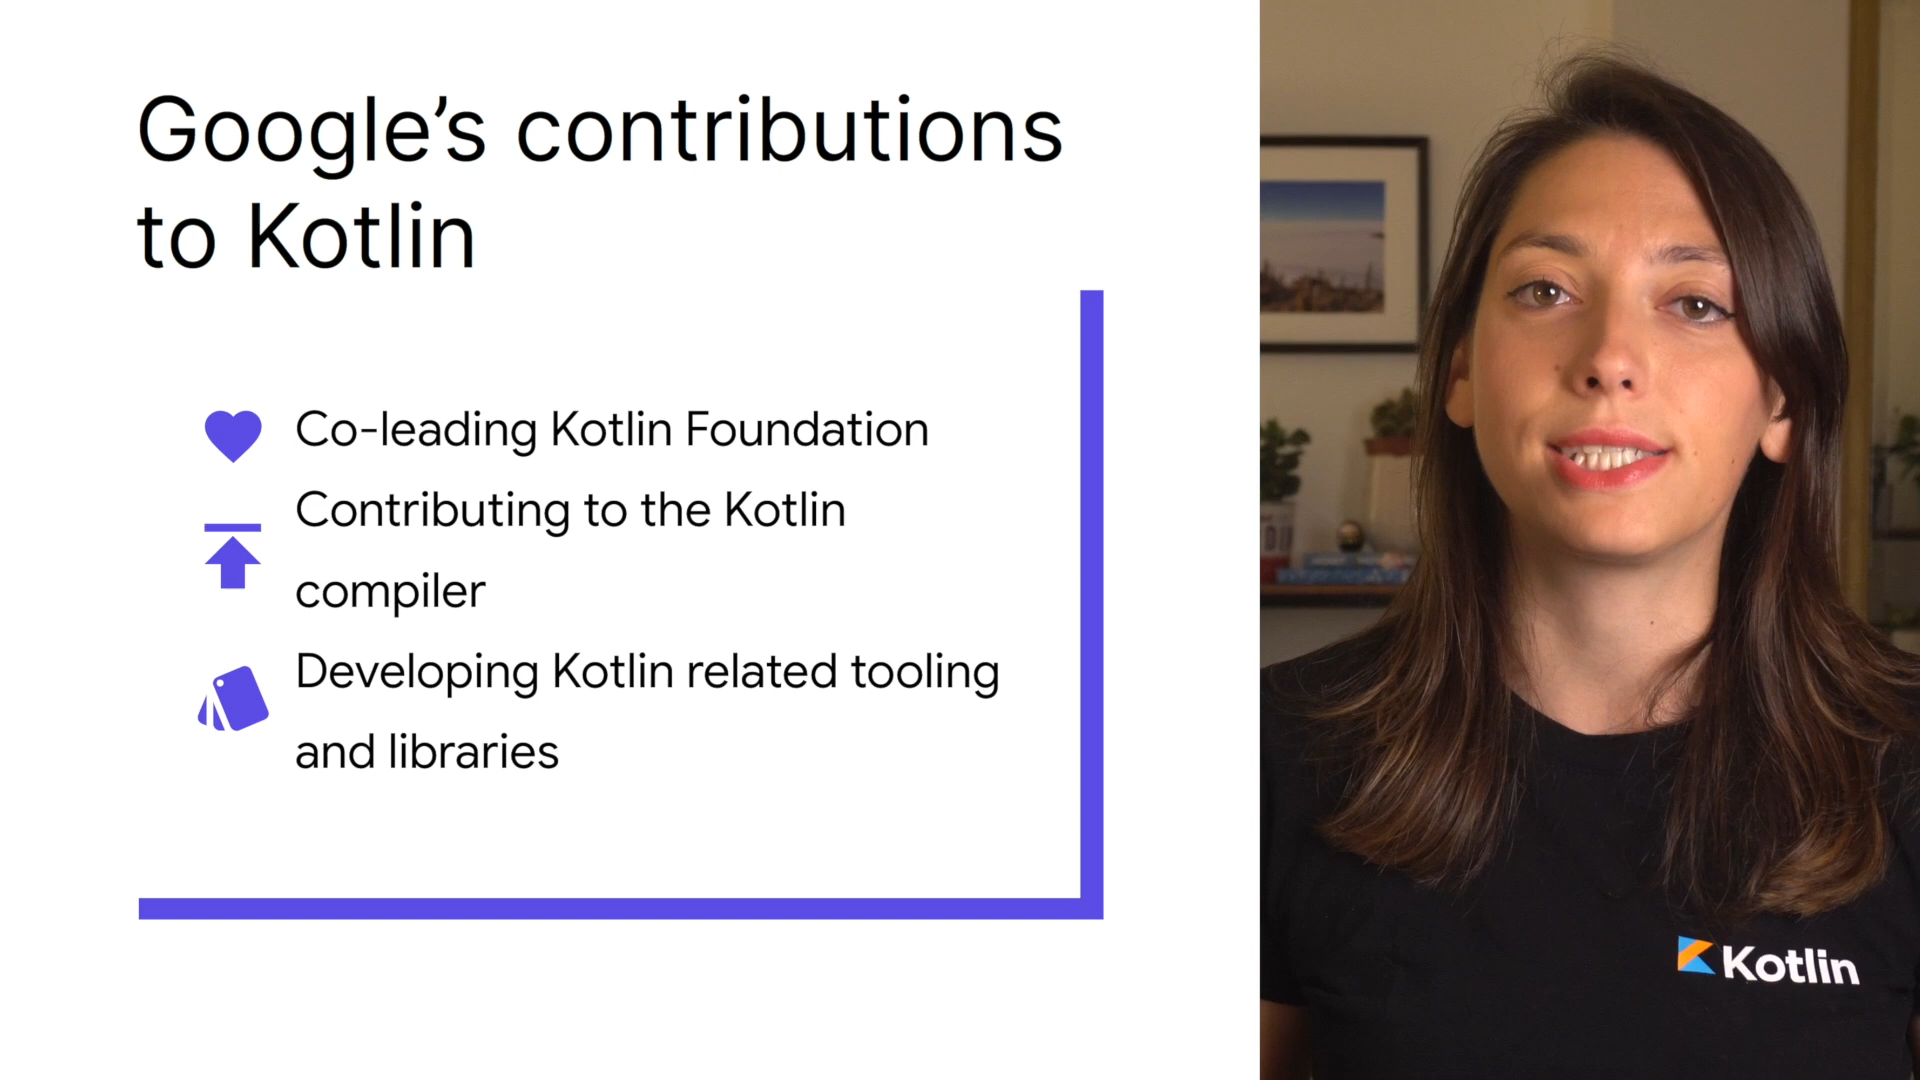 Google’s contributions
to Kotlin
Co-leading Kotlin Foundation
Contributing to the Kotlin
compiler
Developing Kotlin related tooling
and libraries
Kotlin